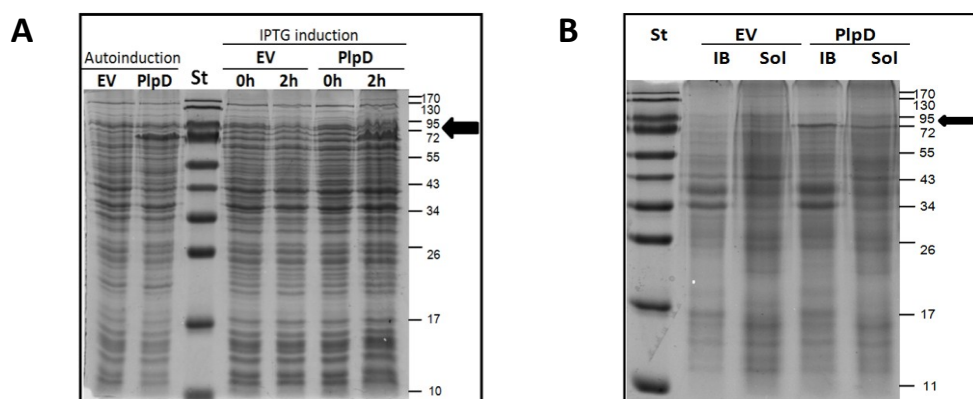 A
IPTG induction
Autoinduction
EV
PlpD
EV
PlpD
St
0h
2h
0h
2h
170
130
95
72
55
43
34
26
17
10
B
St
EV
PlpD
IB
Sol
IB
Sol
170
130
95
72
55
43
34
26
17
11